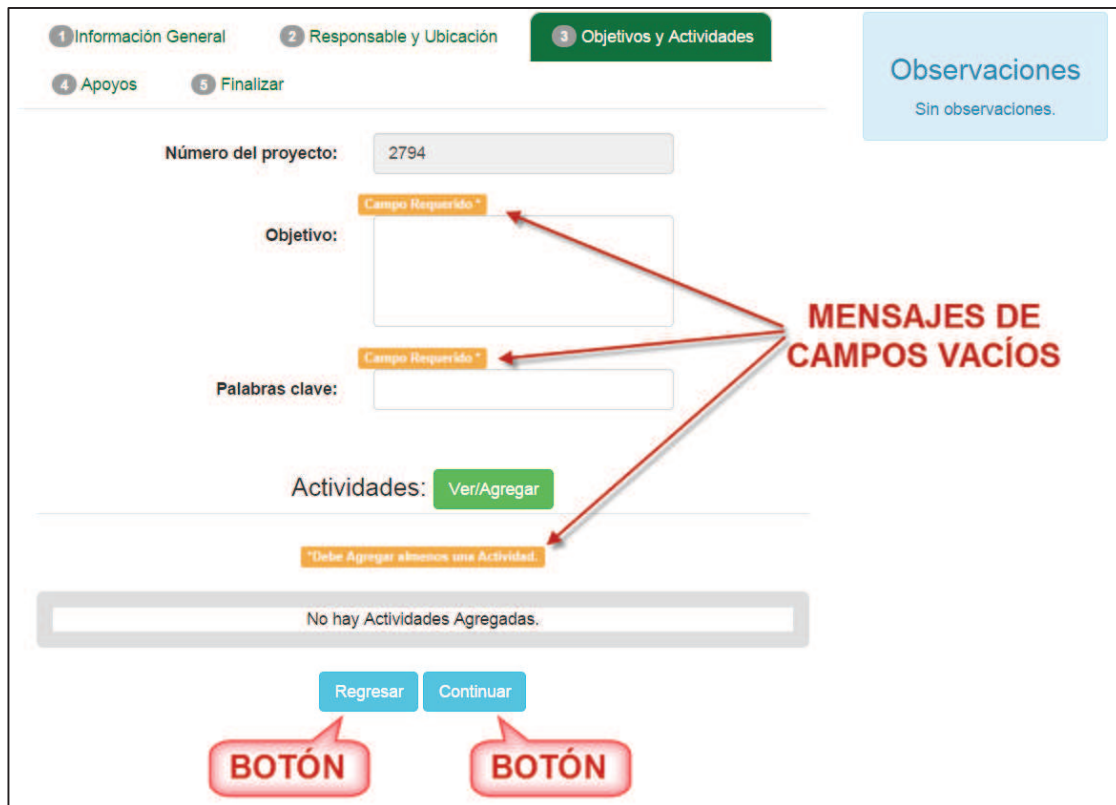 1 Información General
2 Responsable y Ubicación
3 Objetivos y Actividades
4 Apoyos
5 Finalizar
Observaciones
Sin observaciones.
Número del proyecto:
2794
Campo Requerido *
Objetivo:
MENSAJES DE
CAMPOS VACÍOS
Campo Requerido *
Palabras clave:
Actividades:
Ver/Agregar
*Debe Agregar almenos una Actividad.
No hay Actividades Agregadas.
Regresar
Continuar
BOTÓN
BOTÓN